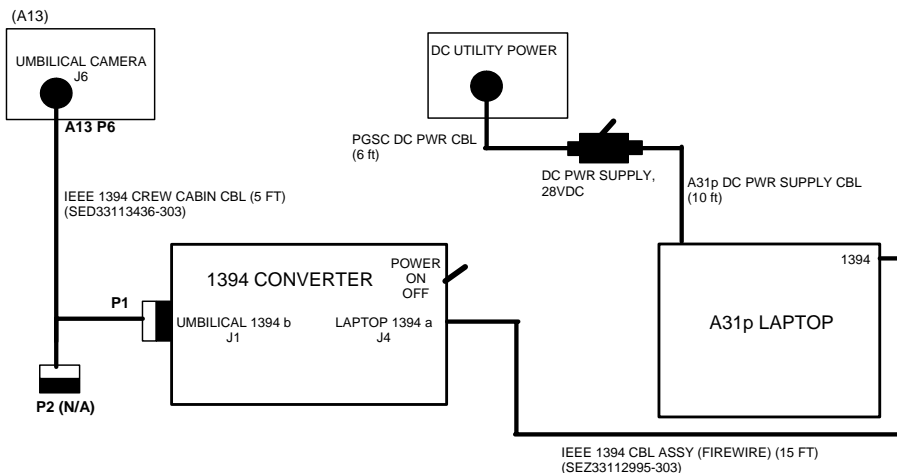 (A13)
UMBILICAL CAMERA
J6
A13 P6
DC UTILITY POWER
PGSC DC PWR CBL
(6 ft)
DC PWR SUPPLY,
28VDC
A31p DC PWR SUPPLY CBL
(10 ft)
IEEE 1394 CREW CABIN CBL (5 FT)
(SED33113436-303)
P1
P2 (N/A)
1394 CONVERTER
POWER
ON
OFF
UMBILICAL 1394 b
J1
LAPTOP 1394 a
J4
1394
A31p LAPTOP
IEEE 1394 CBL ASSY (FIREWIRE) (15 FT)
(SEZ33112995-303)